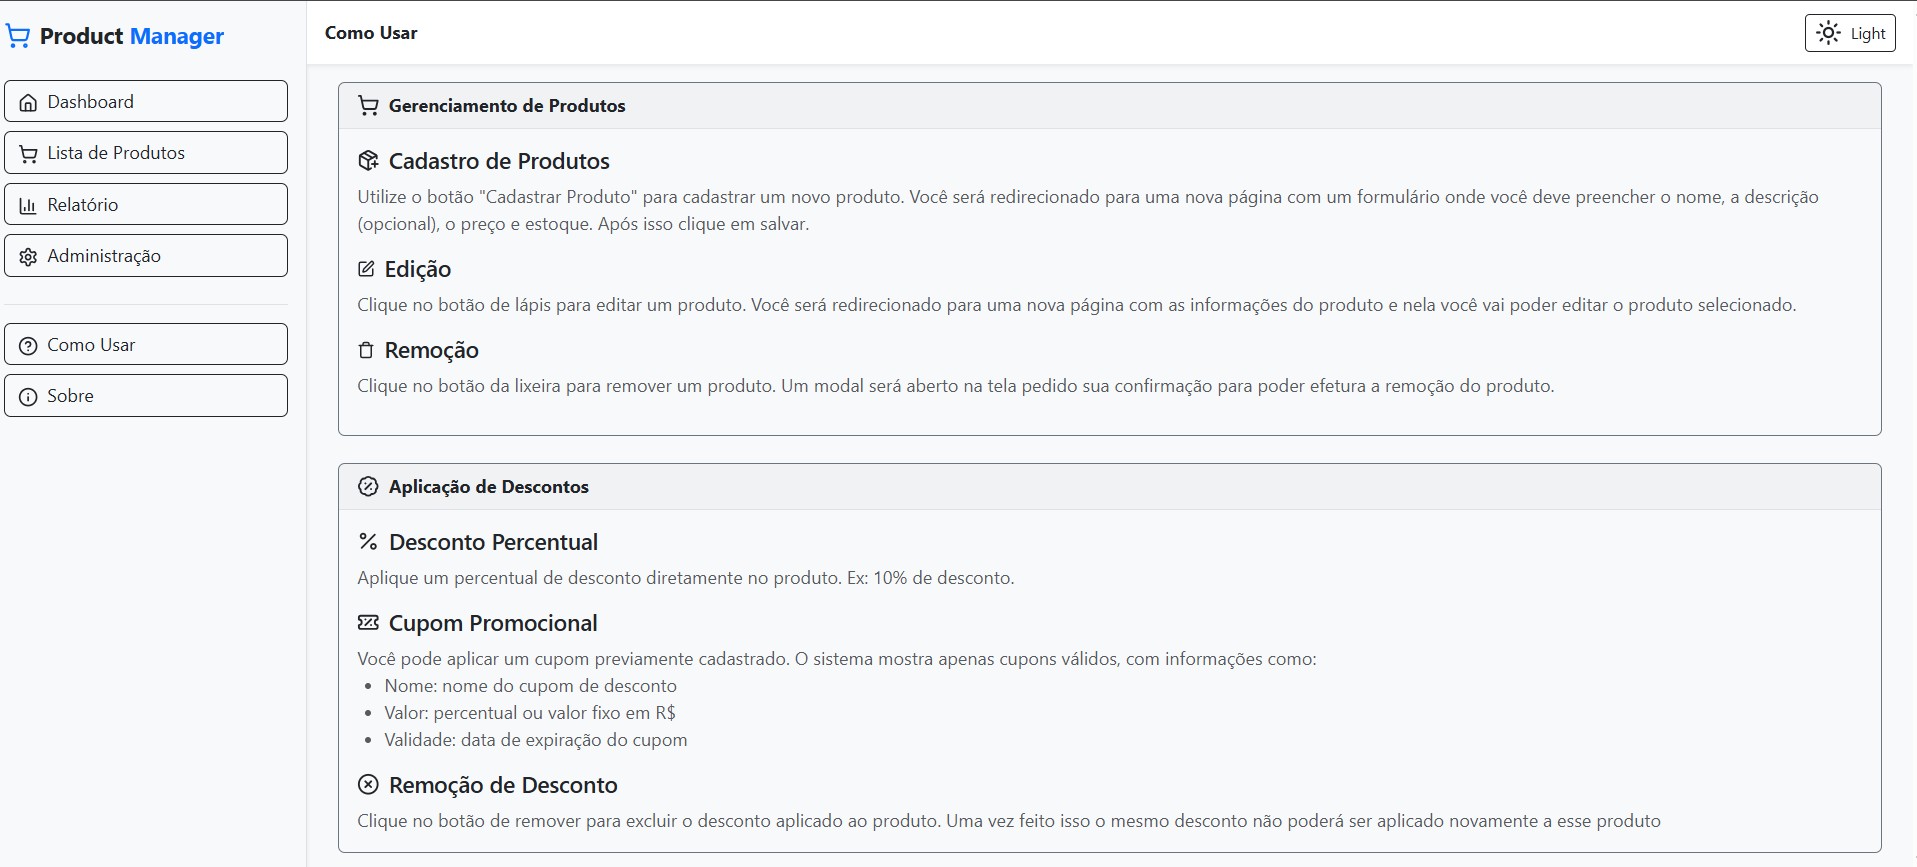 Product Manager
Dashboard
Lista de Produtos
Relatório
Administração
Como Usar
Sobre
Como Usar
Light
Gerenciamento de Produtos
Cadastro de Produtos
Utilize o botão "Cadastrar Produto" para cadastrar um novo produto. Você será redirecionado para uma nova página com um formulário onde você deve preencher o nome, a descrição
(opcional), o preço e estoque. Após isso clique em salvar.
Edição
Clique no botão de lápis para editar um produto. Você será redirecionado para uma nova página com as informações do produto e nela você vai poder editar o produto selecionado.
Remoção
Clique no botão da lixeira para remover um produto. Um modal será aberto na tela pedido sua confirmação para poder efetura a remoção do produto.
Aplicação de Descontos
Desconto Percentual
Aplique um percentual de desconto diretamente no produto. Ex: 10% de desconto.
Cupom Promocional
Você pode aplicar um cupom previamente cadastrado. O sistema mostra apenas cupons válidos, com informações como:
• Nome: nome do cupom de desconto
• Valor: percentual ou valor fixo em R$
• Validade: data de expiração do cupom
Remoção de Desconto
Clique no botão de remover para excluir o desconto aplicado ao produto. Uma vez feito isso o mesmo desconto não poderá ser aplicado novamente a esse produto